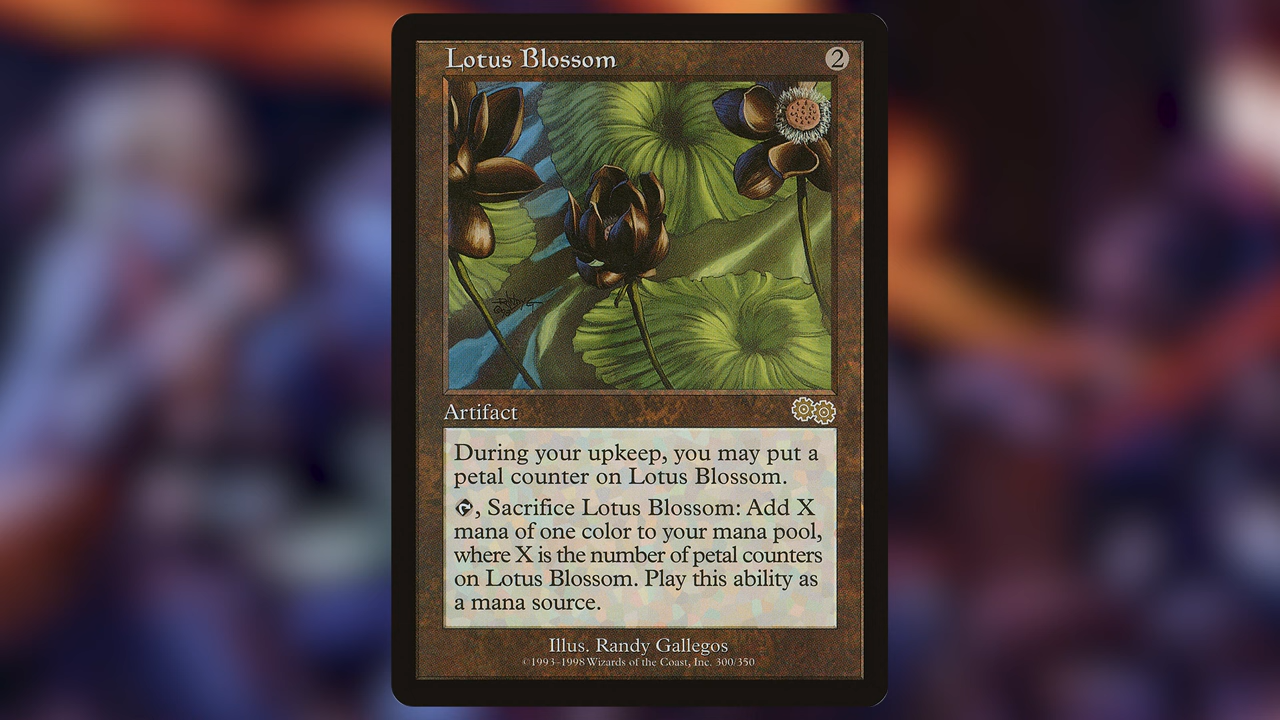 Lotus Blossom 2
Artifact
During your upkeep, you may put a
petal counter on Lotus Blossom.
, Sacrifice Lotus Blossom: Add X
mana of one color to your mana pool,
where X is the number of petal counters
on Lotus Blossom. Play this ability as
a mana source.
Illus. Randy Gallegos
©1993–1998 Wizards of the Coast, Inc. 300/350